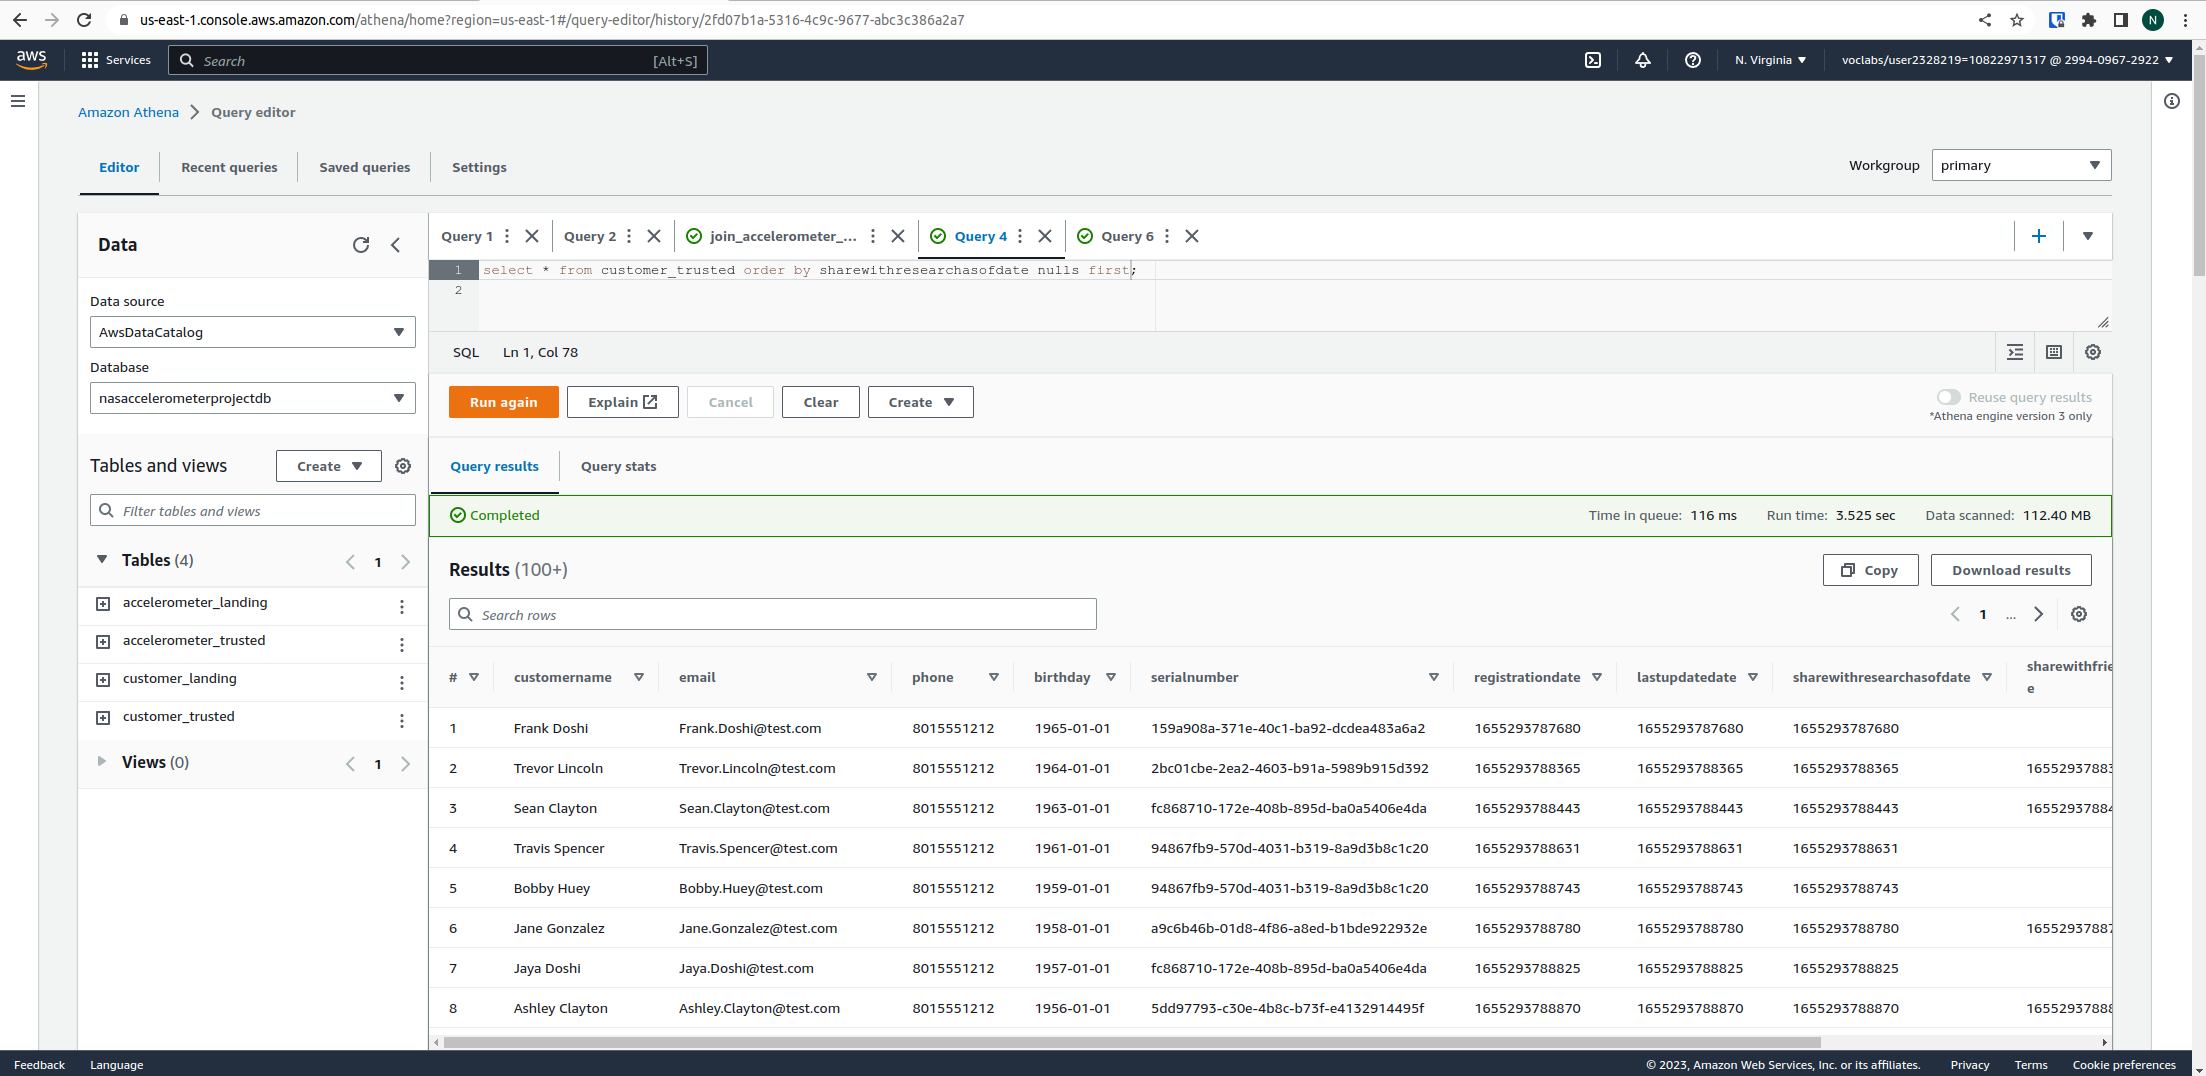 us-east-1.console.aws.amazon.com/athena/home?region=us-east-1#/query-editor/history/2fd07b1a-5316-4c9c-9677-abc3c386a2a7
N
aws
Services
Search [Alt+S]
N. Virginia
voclabs/user2328219=10822971317 @ 2994-0967-2922
Amazon Athena
Query editor
Editor Recent queries Saved queries Settings
Workgroup primary
Data
Data source
AwsDataCatalog
Database
nasaccelerometerprojectdb
Tables and views Create
Filter tables and views
Tables (4) 1
accelerometer_landing
accelerometer_trusted
customer_landing
customer_trusted
Views (0) 1
Query 1 Query 2 join_accelerometer_... Query 4 Query 6
1 select * from customer_trusted order by sharewithresearchasofdate nulls first;
2
SQL Ln 1, Col 78
Run again Explain Cancel Clear Create
Reuse query results
*Athena engine version 3 only
Query results Query stats
Completed Time in queue: 116 ms Run time: 3.525 sec Data scanned: 112.40 MB
Results (100+) Copy Download results
Search rows 1 ...
# customername email phone birthday serialnumber registrationdate lastupdatedate sharewithresearchasofdate sharewithfrie
e
1 Frank Doshi Frank.Doshi@test.com 8015551212 1965-01-01 159a908a-371e-40c1-ba92-dcdea483a6a2 1655293787680 1655293787680 1655293787680
2 Trevor Lincoln Trevor.Lincoln@test.com 8015551212 1964-01-01 2bc01cbe-2ea2-4603-b91a-5989b915d392 1655293788365 1655293788365 1655293788365 16552937883
3 Sean Clayton Sean.Clayton@test.com 8015551212 1963-01-01 fc868710-172e-408b-895d-ba0a5406e4da 1655293788443 1655293788443 1655293788443 16552937884
4 Travis Spencer Travis.Spencer@test.com 8015551212 1961-01-01 94867fb9-570d-4031-b319-8a9d3b8c1c20 1655293788631 1655293788631 1655293788631
5 Bobby Huey Bobby.Huey@test.com 8015551212 1959-01-01 94867fb9-570d-4031-b319-8a9d3b8c1c20 1655293788743 1655293788743 1655293788743
6 Jane Gonzalez Jane.Gonzalez@test.com 8015551212 1958-01-01 a9c6b46b-01d8-4f86-a8ed-b1bde922932e 1655293788780 1655293788780 1655293788780 16552937887
7 Jaya Doshi Jaya.Doshi@test.com 8015551212 1957-01-01 fc868710-172e-408b-895d-ba0a5406e4da 1655293788825 1655293788825 1655293788825
8 Ashley Clayton Ashley.Clayton@test.com 8015551212 1956-01-01 5dd97793-c30e-4b8c-b73f-e4132914495f 1655293788870 1655293788870 1655293788870 16552937888
Feedback Language © 2023, Amazon Web Services, Inc. or its affiliates. Privacy Terms Cookie preferences